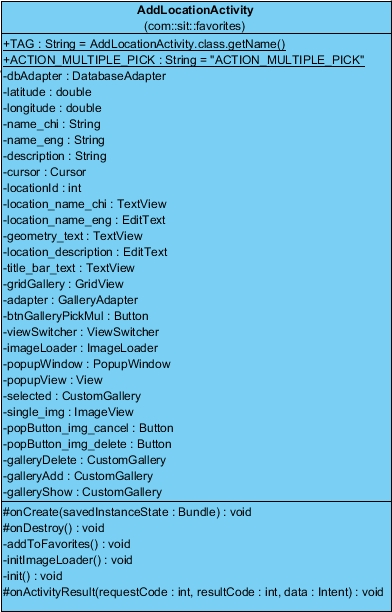 AddLocationActivity
(com::sit::favorites)
+TAG : String = AddLocationActivity.class.getName()
+ACTION_MULTIPLE_PICK : String = "ACTION_MULTIPLE_PICK"
-dbAdapter : DatabaseAdapter
-latitude : double
-longitude : double
-name_chi : String
-name_eng : String
-description : String
-cursor : Cursor
-locationId : int
-location_name_chi : TextView
-location_name_eng : EditText
-geometry_text : TextView
-location_description : EditText
-title_bar_text : TextView
-gridGallery : GridView
-adapter : GalleryAdapter
-btnGalleryPickMul : Button
-viewSwitcher : ViewSwitcher
-imageLoader : ImageLoader
-popupWindow : PopupWindow
-popupView : View
-selected : CustomGallery
-single_img : ImageView
-popButton_img_cancel : Button
-popButton_img_delete : Button
-galleryDelete : CustomGallery
-galleryAdd : CustomGallery
-galleryShow : CustomGallery
#onCreate(savedInstanceState : Bundle) : void
#onDestroy() : void
-addToFavorites() : void
-initImageLoader() : void
-init() : void
#onActivityResult(requestCode : int, resultCode : int, data : Intent) : void